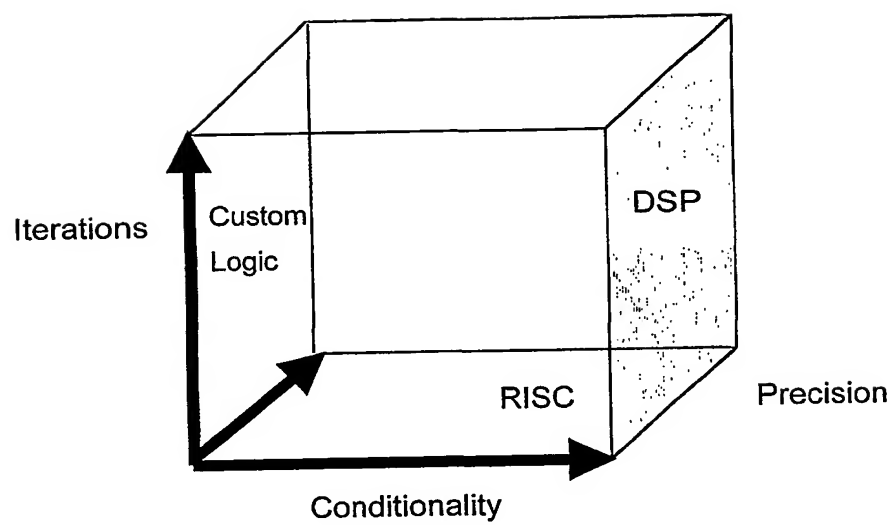 DSP
Iterations
Custom
Logic
RISC
Precision
Conditionality